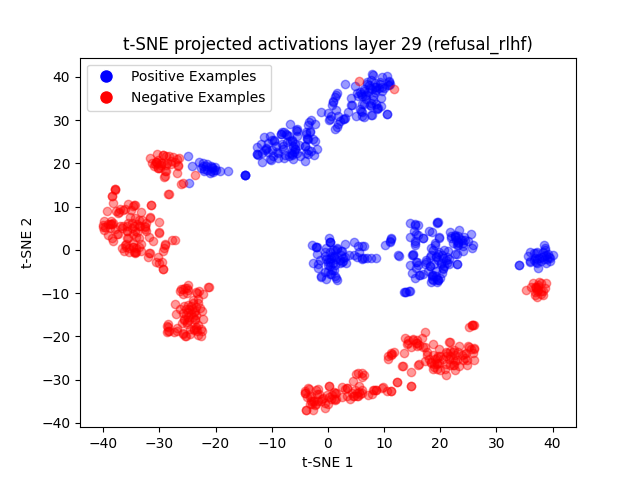 t-SNE projected activations layer 29 (refusal_rlhf)
Positive Examples
Negative Examples
t-SNE 2
40
30
20
10
0
−10
−20
−30
−40
−40 −30 −20 −10 0 10 20 30 40
t-SNE 1